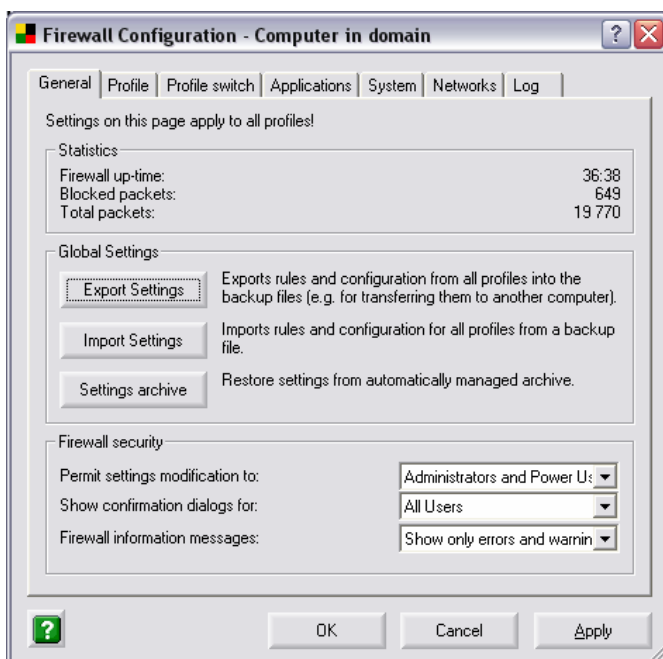 Firewall Configuration - Computer in domain
?
General Profile Profile switch Applications System Networks Log
Settings on this page apply to all profiles!
Statistics
Firewall up-time: 36:38
Blocked packets: 649
Total packets: 19 770
Global Settings
Export Settings
Exports rules and configuration from all profiles into the
backup files (e.g. for transferring them to another computer).
Import Settings
Imports rules and configuration for all profiles from a backup
file.
Settings archive
Restore settings from automatically managed archive.
Firewall security
Permit settings modification to: Administrators and Power Us
Show confirmation dialogs for: All Users
Firewall information messages: Show only errors and warnin
?
OK Cancel Apply